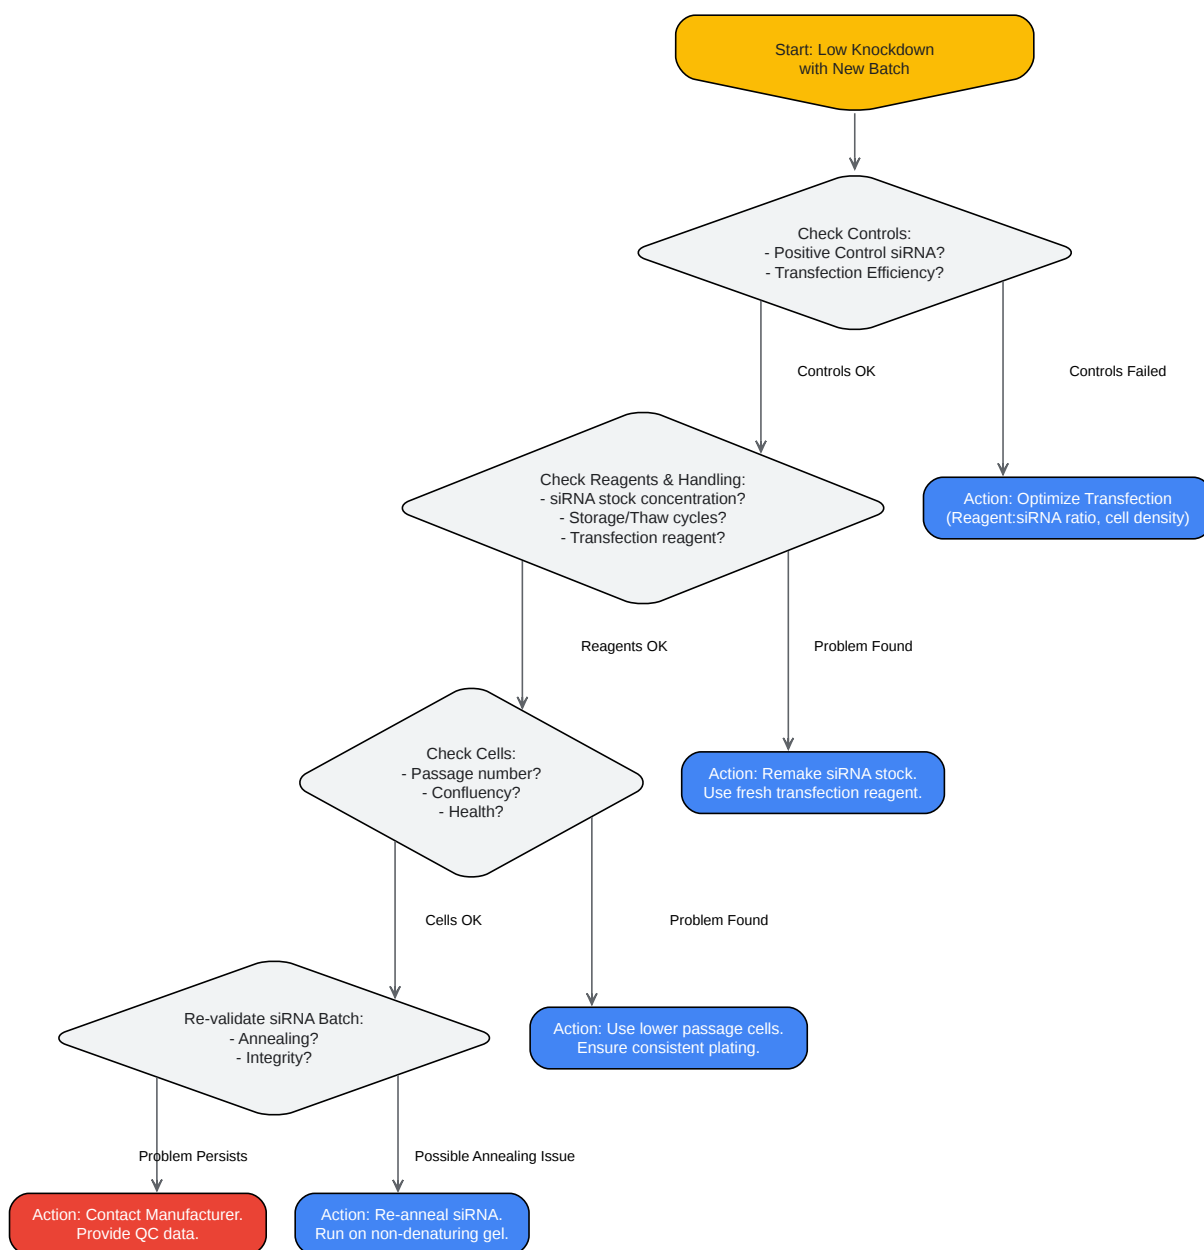 Start: Low Knockdown
with New Batch
Check Controls:
- Positive Control siRNA?
- Transfection Efficiency?
Controls OK
Controls Failed
Check Reagents & Handling:
- siRNA stock concentration?
- Storage/Thaw cycles?
- Transfection reagent?
Action: Optimize Transfection
(Reagent:siRNA ratio, cell density)
Reagents OK
Problem Found
Check Cells:
- Passage number?
- Confluency?
- Health?
Action: Remake siRNA stock.
Use fresh transfection reagent.
Cells OK
Problem Found
Re-validate siRNA Batch:
- Annealing?
- Integrity?
Action: Use lower passage cells.
Ensure consistent plating.
Problem Persists
Possible Annealing Issue
Action: Contact Manufacturer.
Provide QC data.
Action: Re-anneal siRNA.
Run on non-denaturing gel.